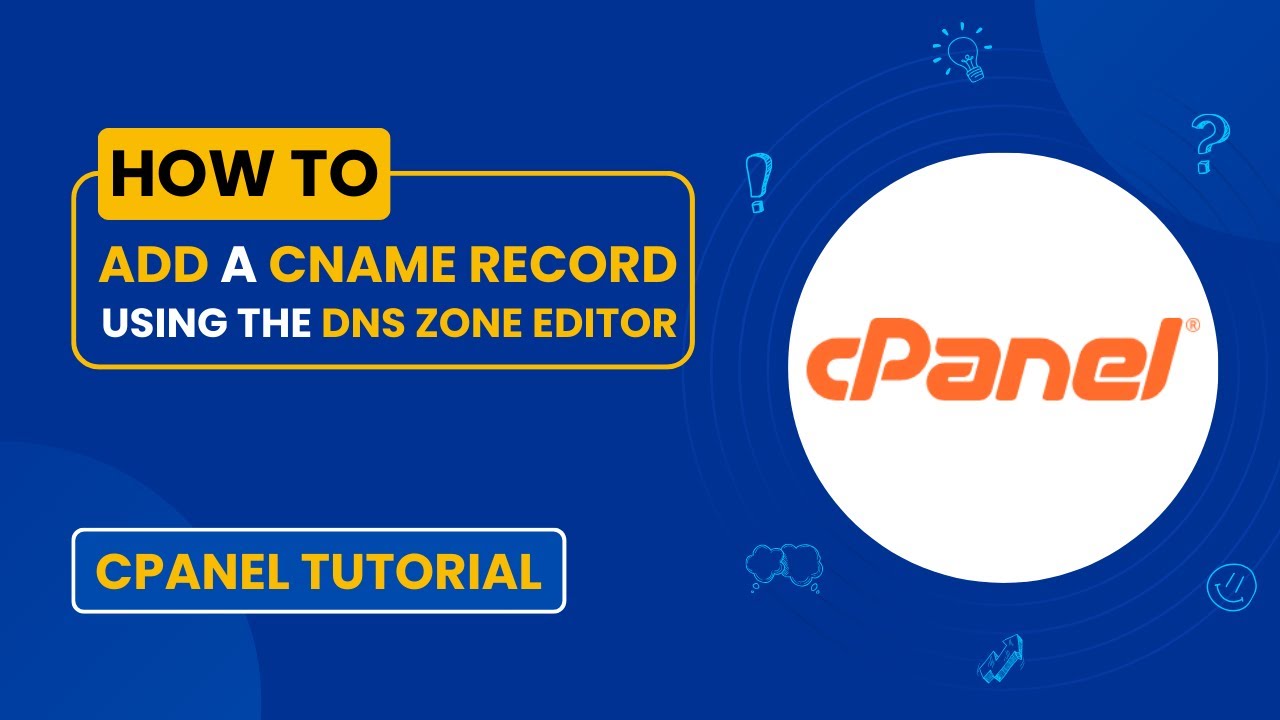 HOW TO
ADD A CNAME RECORD
USING THE DNS ZONE EDITOR
cPanel®
CPANEL TUTORIAL